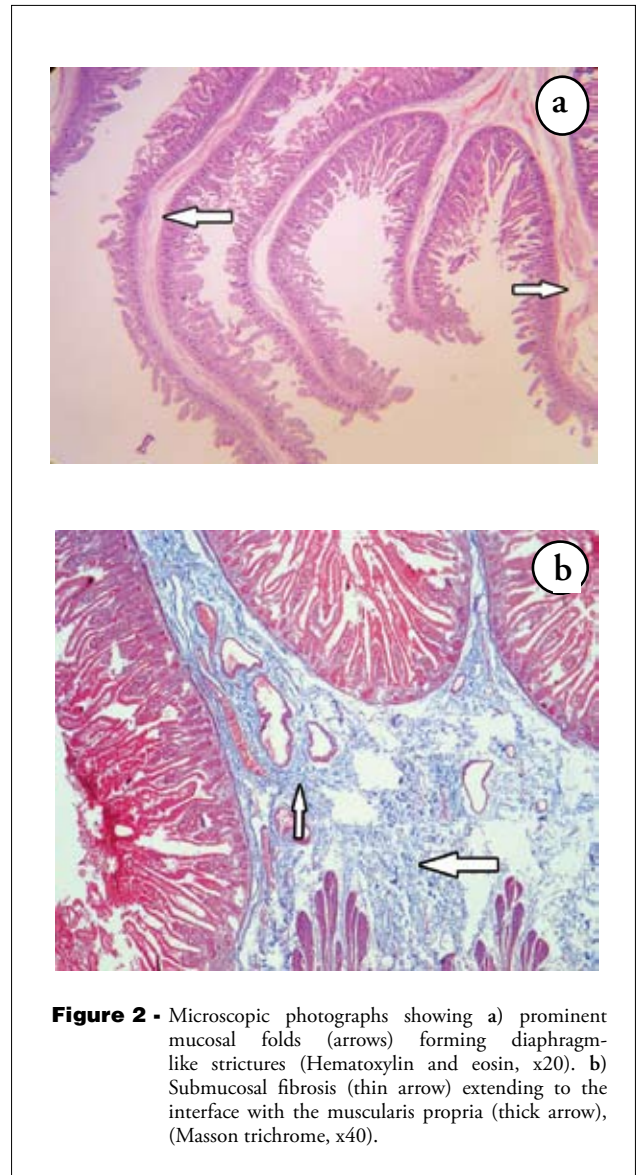 a
b
Figure 2 - Microscopic photographs showing a) prominent
mucosal folds (arrows) forming diaphragm-
like strictures (Hematoxylin and eosin, x20). b)
Submucosal fibrosis (thin arrow) extending to the
interface with the muscularis propria (thick arrow),
(Masson trichrome, x40).